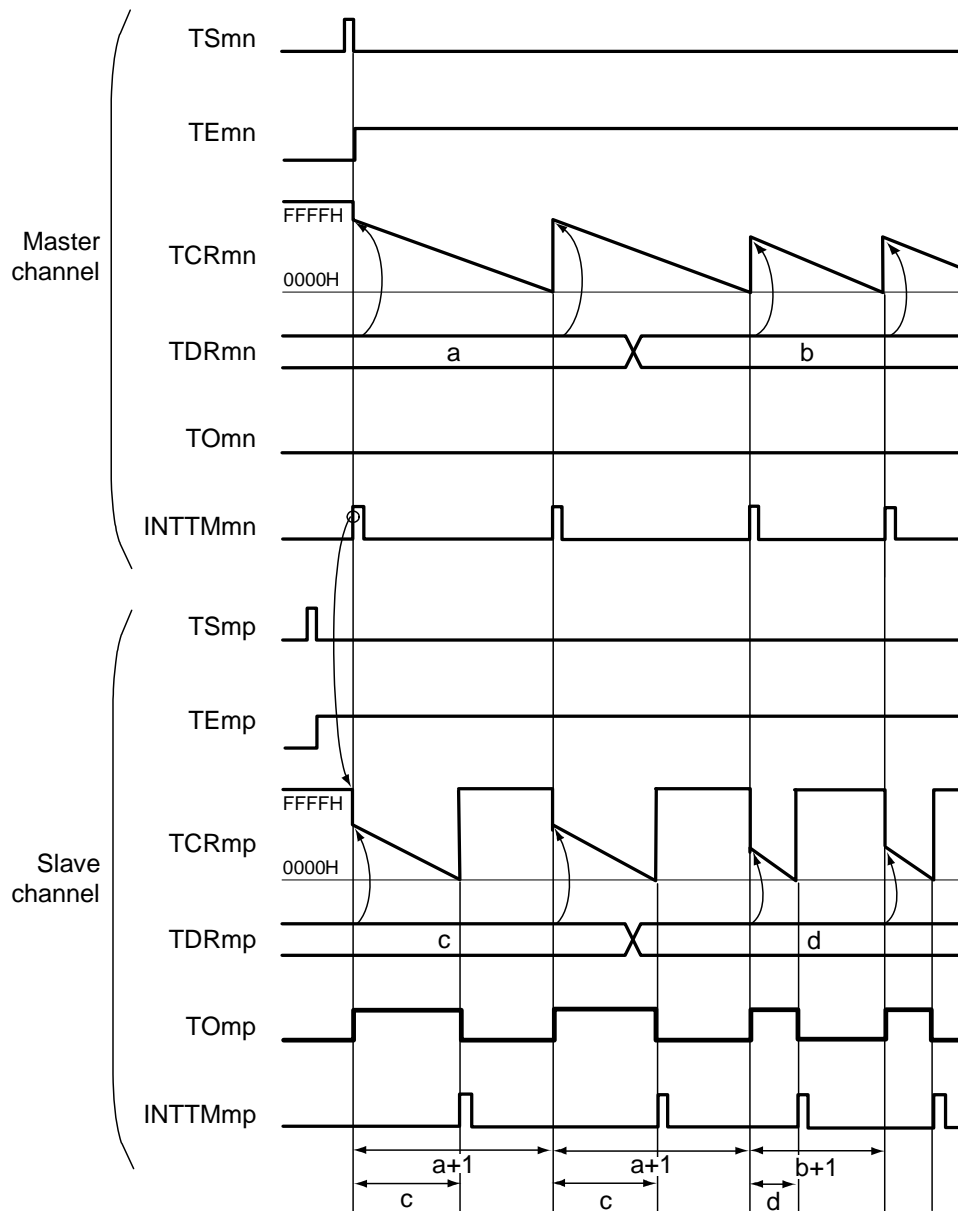 TSmn
TEmn
FFFFH
Master
channel
TCRmn
0000H
TDRmn
a
b
TOmn
INTTMmn
TSmp
TEmp
FFFFH
TCRmp
Slave
channel
0000H
TDRmp
c
d
TOmp
INTTMmp
a+1
a+1
b+1
c
c
d